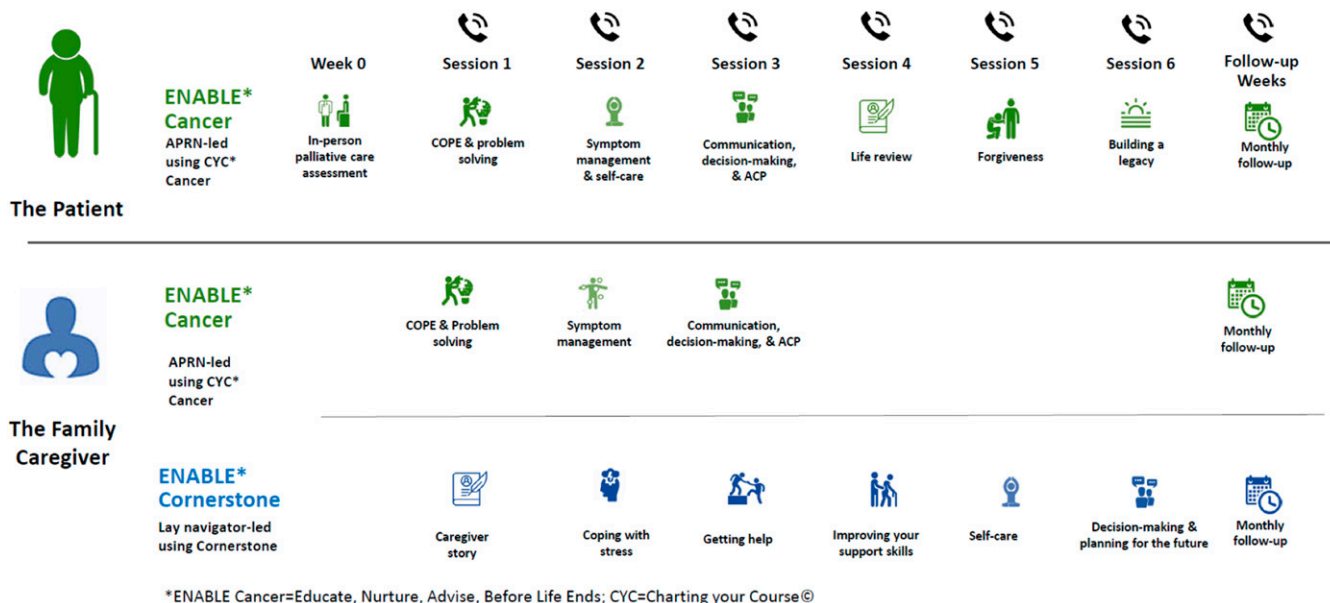 Week 0
Session 1
Session 2
Session 3
Session 4
Session 5
Session 6
Follow-up
Weeks
ENABLE*
Cancer
APRN-led
using CYC*
Cancer
In-person
palliative care
assessment
COPE & problem
solving
Symptom
management
& self-care
Communication,
decision-making,
& ACP
Life review
Forgiveness
Building a
legacy
Monthly
follow-up
The Patient
ENABLE*
Cancer
APRN-led
using CYC*
Cancer
COPE & Problem
solving
Symptom
management
Communication,
decision-making, & ACP
Monthly
follow-up
The Family
Caregiver
ENABLE*
Cornerstone
Lay navigator-led
using Cornerstone
Caregiver
story
Coping with
stress
Getting help
Improving your
support skills
Self-care
Decision-making &
planning for the future
Monthly
follow-up
*ENABLE Cancer=Educate, Nurture, Advise, Before Life Ends; CYC=Charting your Course©